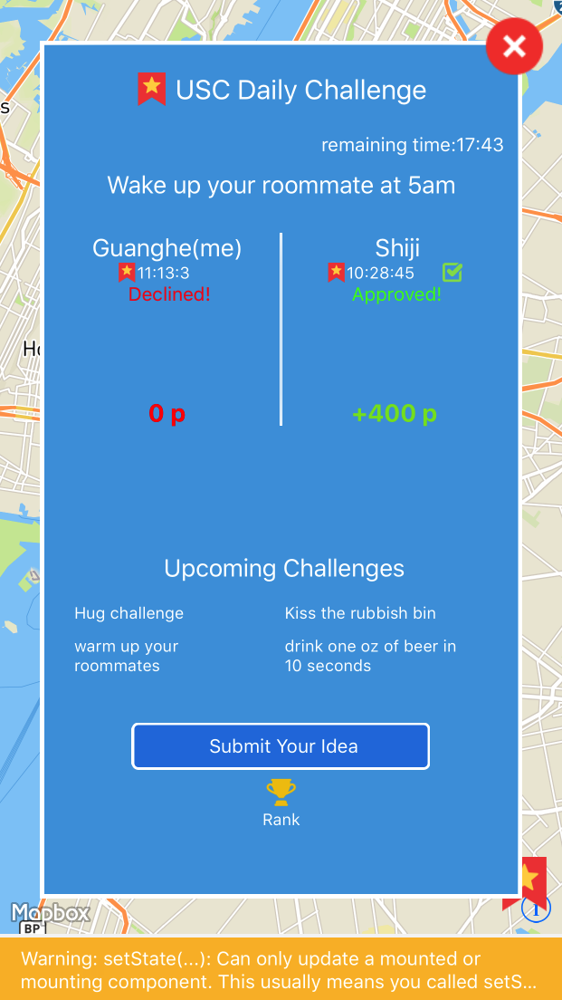 USC Daily Challenge
remaining time:17:43
Wake up your roommate at 5am
Guanghe(me)
11:13:3
Declined!
0 p
Shiji
10:28:45
Approved!
+400 p
Upcoming Challenges
Hug challenge
Kiss the rubbish bin
warm up your
roommates
drink one oz of beer in
10 seconds
Submit Your Idea
Rank
s
Ho
Mapbox
BP
Warning: setState(...): Can only update a mounted or
mounting component. This usually means you called setS...